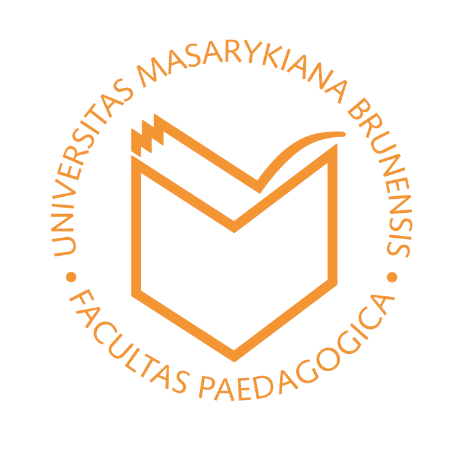 UNIVERSITAS MASARYKIANA BRUNENSIS
• FACULTAS PAEDAGOGICA •